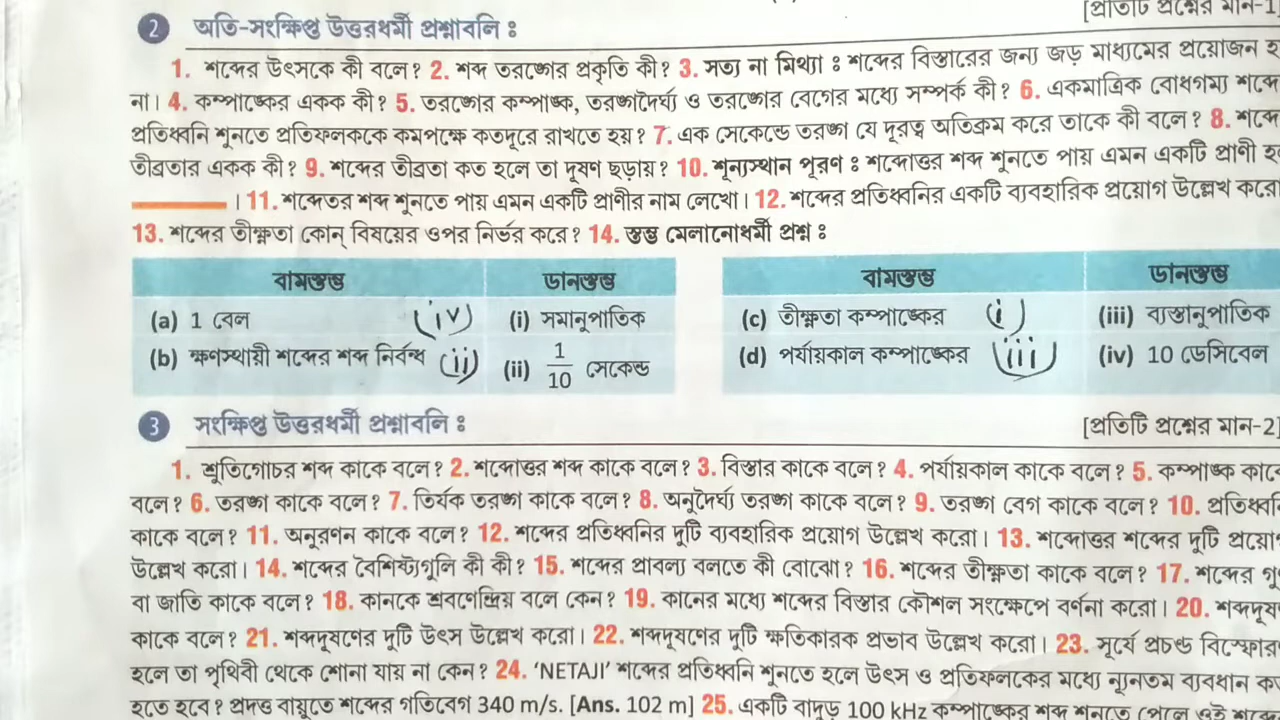 [প্রতিটি প্রশ্নের মান-1]
2 অতি-সংক্ষিপ্ত উত্তরধর্মী প্রশ্নাবলি :
1. শব্দের উৎসকে কী বলে? 2. শব্দ তরঙ্গের প্রকৃতি কী? 3. সত্য না মিথ্যা : শব্দের বিস্তারের জন্য জড় মাধ্যমের প্রয়োজন হ
না। 4. কম্পাঙ্কের একক কী? 5. তরঙ্গের কম্পাঙ্ক, তরঙ্গদৈর্ঘ্য ও তরঙ্গের বেগের মধ্যে সম্পর্ক কী? 6. একমাত্রিক বোধগম্য শব্দে
প্রতিধ্বনি শুনতে প্রতিফলককে কমপক্ষে কতদূরে রাখতে হয়? 7. এক সেকেন্ডে তরঙ্গ যে দূরত্ব অতিক্রম করে তাকে কী বলে? 8. শব্দে
তীব্রতার একক কী? 9. শব্দের তীব্রতা কত হলে তা দূষণ ছড়ায়? 10. শূন্যস্থান পূরণ : শব্দোত্তর শব্দ শুনতে পায় এমন একটি প্রাণী হ
_______ । 11. শব্দেতর শব্দ শুনতে পায় এমন একটি প্রাণীর নাম লেখো। 12. শব্দের প্রতিধ্বনির একটি ব্যবহারিক প্রয়োগ উল্লেখ করো
13. শব্দের তীক্ষ্ণতা কোন্ বিষয়ের ওপর নির্ভর করে? 14. স্তম্ভ মেলানোধর্মী প্রশ্ন :
বামস্তম্ভ ডানস্তম্ভ বামস্তম্ভ ডানস্তম্ভ
(a) 1 বেল (iv) (i) সমানুপাতিক (c) তীক্ষ্ণতা কম্পাঙ্কের (i) (iii) ব্যস্তানুপাতিক
(b) ক্ষণস্থায়ী শব্দের শব্দ নির্বন্ধ (ii) (ii) 1/10 সেকেন্ড (d) পর্যায়কাল কম্পাঙ্কের (iii) (iv) 10 ডেসিবেল
3 সংক্ষিপ্ত উত্তরধর্মী প্রশ্নাবলি : [প্রতিটি প্রশ্নের মান-2]
1. শ্রুতিগোচর শব্দ কাকে বলে? 2. শব্দোত্তর শব্দ কাকে বলে? 3. বিস্তার কাকে বলে? 4. পর্যায়কাল কাকে বলে? 5. কম্পাঙ্ক কাকে
বলে? 6. তরঙ্গ কাকে বলে? 7. তির্যক তরঙ্গ কাকে বলে? 8. অনুদৈর্ঘ্য তরঙ্গ কাকে বলে? 9. তরঙ্গ বেগ কাকে বলে? 10. প্রতিধ্বনি
কাকে বলে? 11. অনুরণন কাকে বলে? 12. শব্দের প্রতিধ্বনির দুটি ব্যবহারিক প্রয়োগ উল্লেখ করো। 13. শব্দোত্তর শব্দের দুটি প্রয়োগ
উল্লেখ করো। 14. শব্দের বৈশিষ্ট্যগুলি কী কী? 15. শব্দের প্রাবল্য বলতে কী বোঝো? 16. শব্দের তীক্ষ্ণতা কাকে বলে? 17. শব্দের গু
বা জাতি কাকে বলে? 18. কানকে শ্রবণেন্দ্রিয় বলে কেন? 19. কানের মধ্যে শব্দের বিস্তার কৌশল সংক্ষেপে বর্ণনা করো। 20. শব্দদূষ
কাকে বলে? 21. শব্দদূষণের দুটি উৎস উল্লেখ করো। 22. শব্দদূষণের দুটি ক্ষতিকারক প্রভাব উল্লেখ করো। 23. সূর্যে প্রচণ্ড বিস্ফোর
হলে তা পৃথিবী থেকে শোনা যায় না কেন? 24. ‘NETAJI’ শব্দের প্রতিধ্বনি শুনতে হলে উৎস ও প্রতিফলকের মধ্যে ন্যূনতম ব্যবধান ক
হতে হবে? প্রদত্ত বায়ুতে শব্দের গতিবেগ 340 m/s. [Ans. 102 m] 25. একটি বাদুড় 100 kHz কম্পাঙ্কের শব্দ শুনতে পেলে ওই